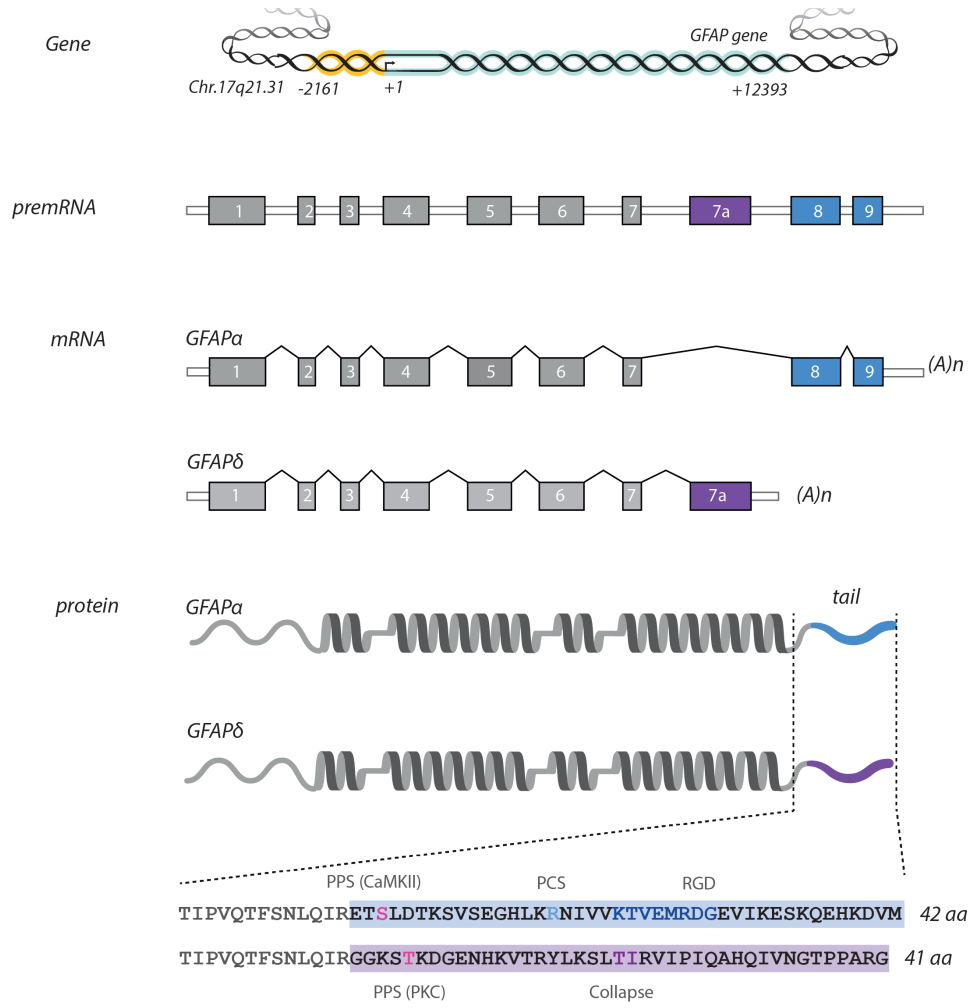 Gene
GFAP gene
Chr.17q21.31
-2161
+1
+12393
premRNA
1 2 3 4 5 6 7 7a 8 9
mRNA
GFAPα
1 2 3 4 5 6 7 8 9
(A)n
GFAPδ
1 2 3 4 5 6 7 7a
(A)n
protein
GFAPα
tail
GFAPδ
PPS (CaMKII) PCS RGD
TIPVQTFSNLQIRETSLDTKSVSEGHLKRNIVVKTVEMRDGEVIKESKQEHKDVM 42 aa
TIPVQTFSNLQIRGGKSTKDGENHKVTRYLKSLTIRVIPIQAHQIVNGTPPARG 41 aa
PPS (PKC) Collapse